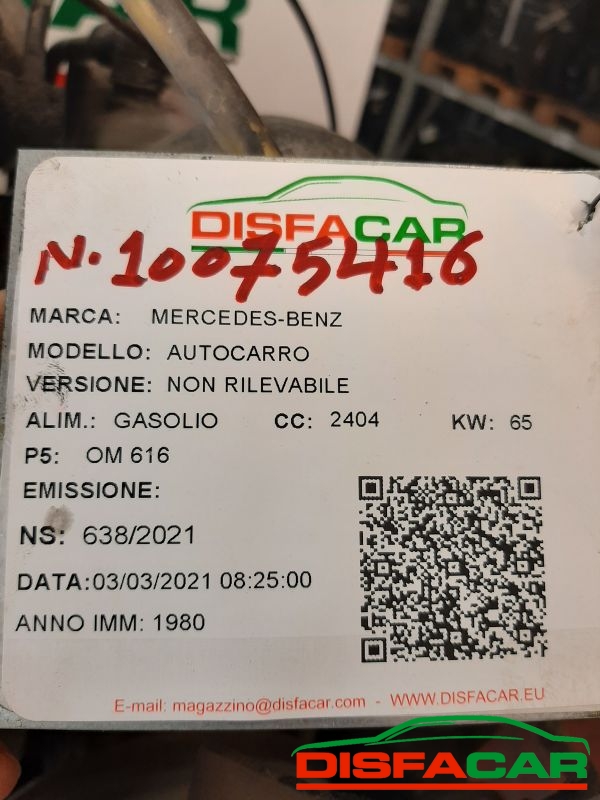 DISFACAR
N. 10075416
MARCA: MERCEDES-BENZ
MODELLO: AUTOCARRO
VERSIONE: NON RILEVABILE
ALIM.: GASOLIO CC: 2404 KW: 65
P5: OM 616
EMISSIONE:
NS: 638/2021
DATA:03/03/2021 08:25:00
ANNO IMM: 1980
E-mail: magazzino@disfacar.com - WWW.DISFACAR.EU
DISFACAR